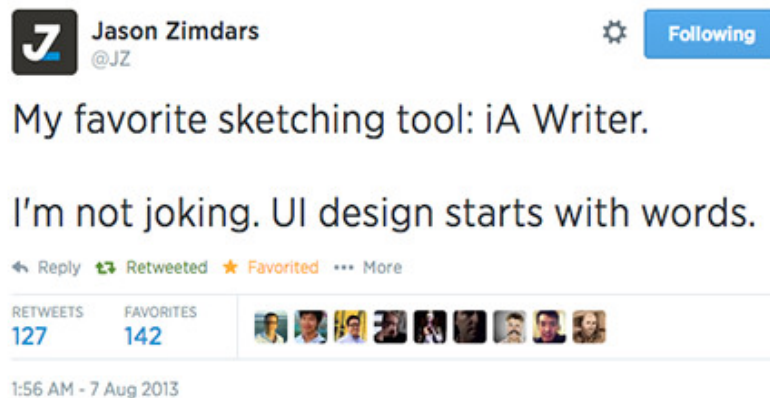 JZ
Jason Zimdars
@JZ
Following
My favorite sketching tool: iA Writer.
I'm not joking. UI design starts with words.
Reply Retweeted Favorited More
RETWEETS FAVORITES
127 142
1:56 AM - 7 Aug 2013